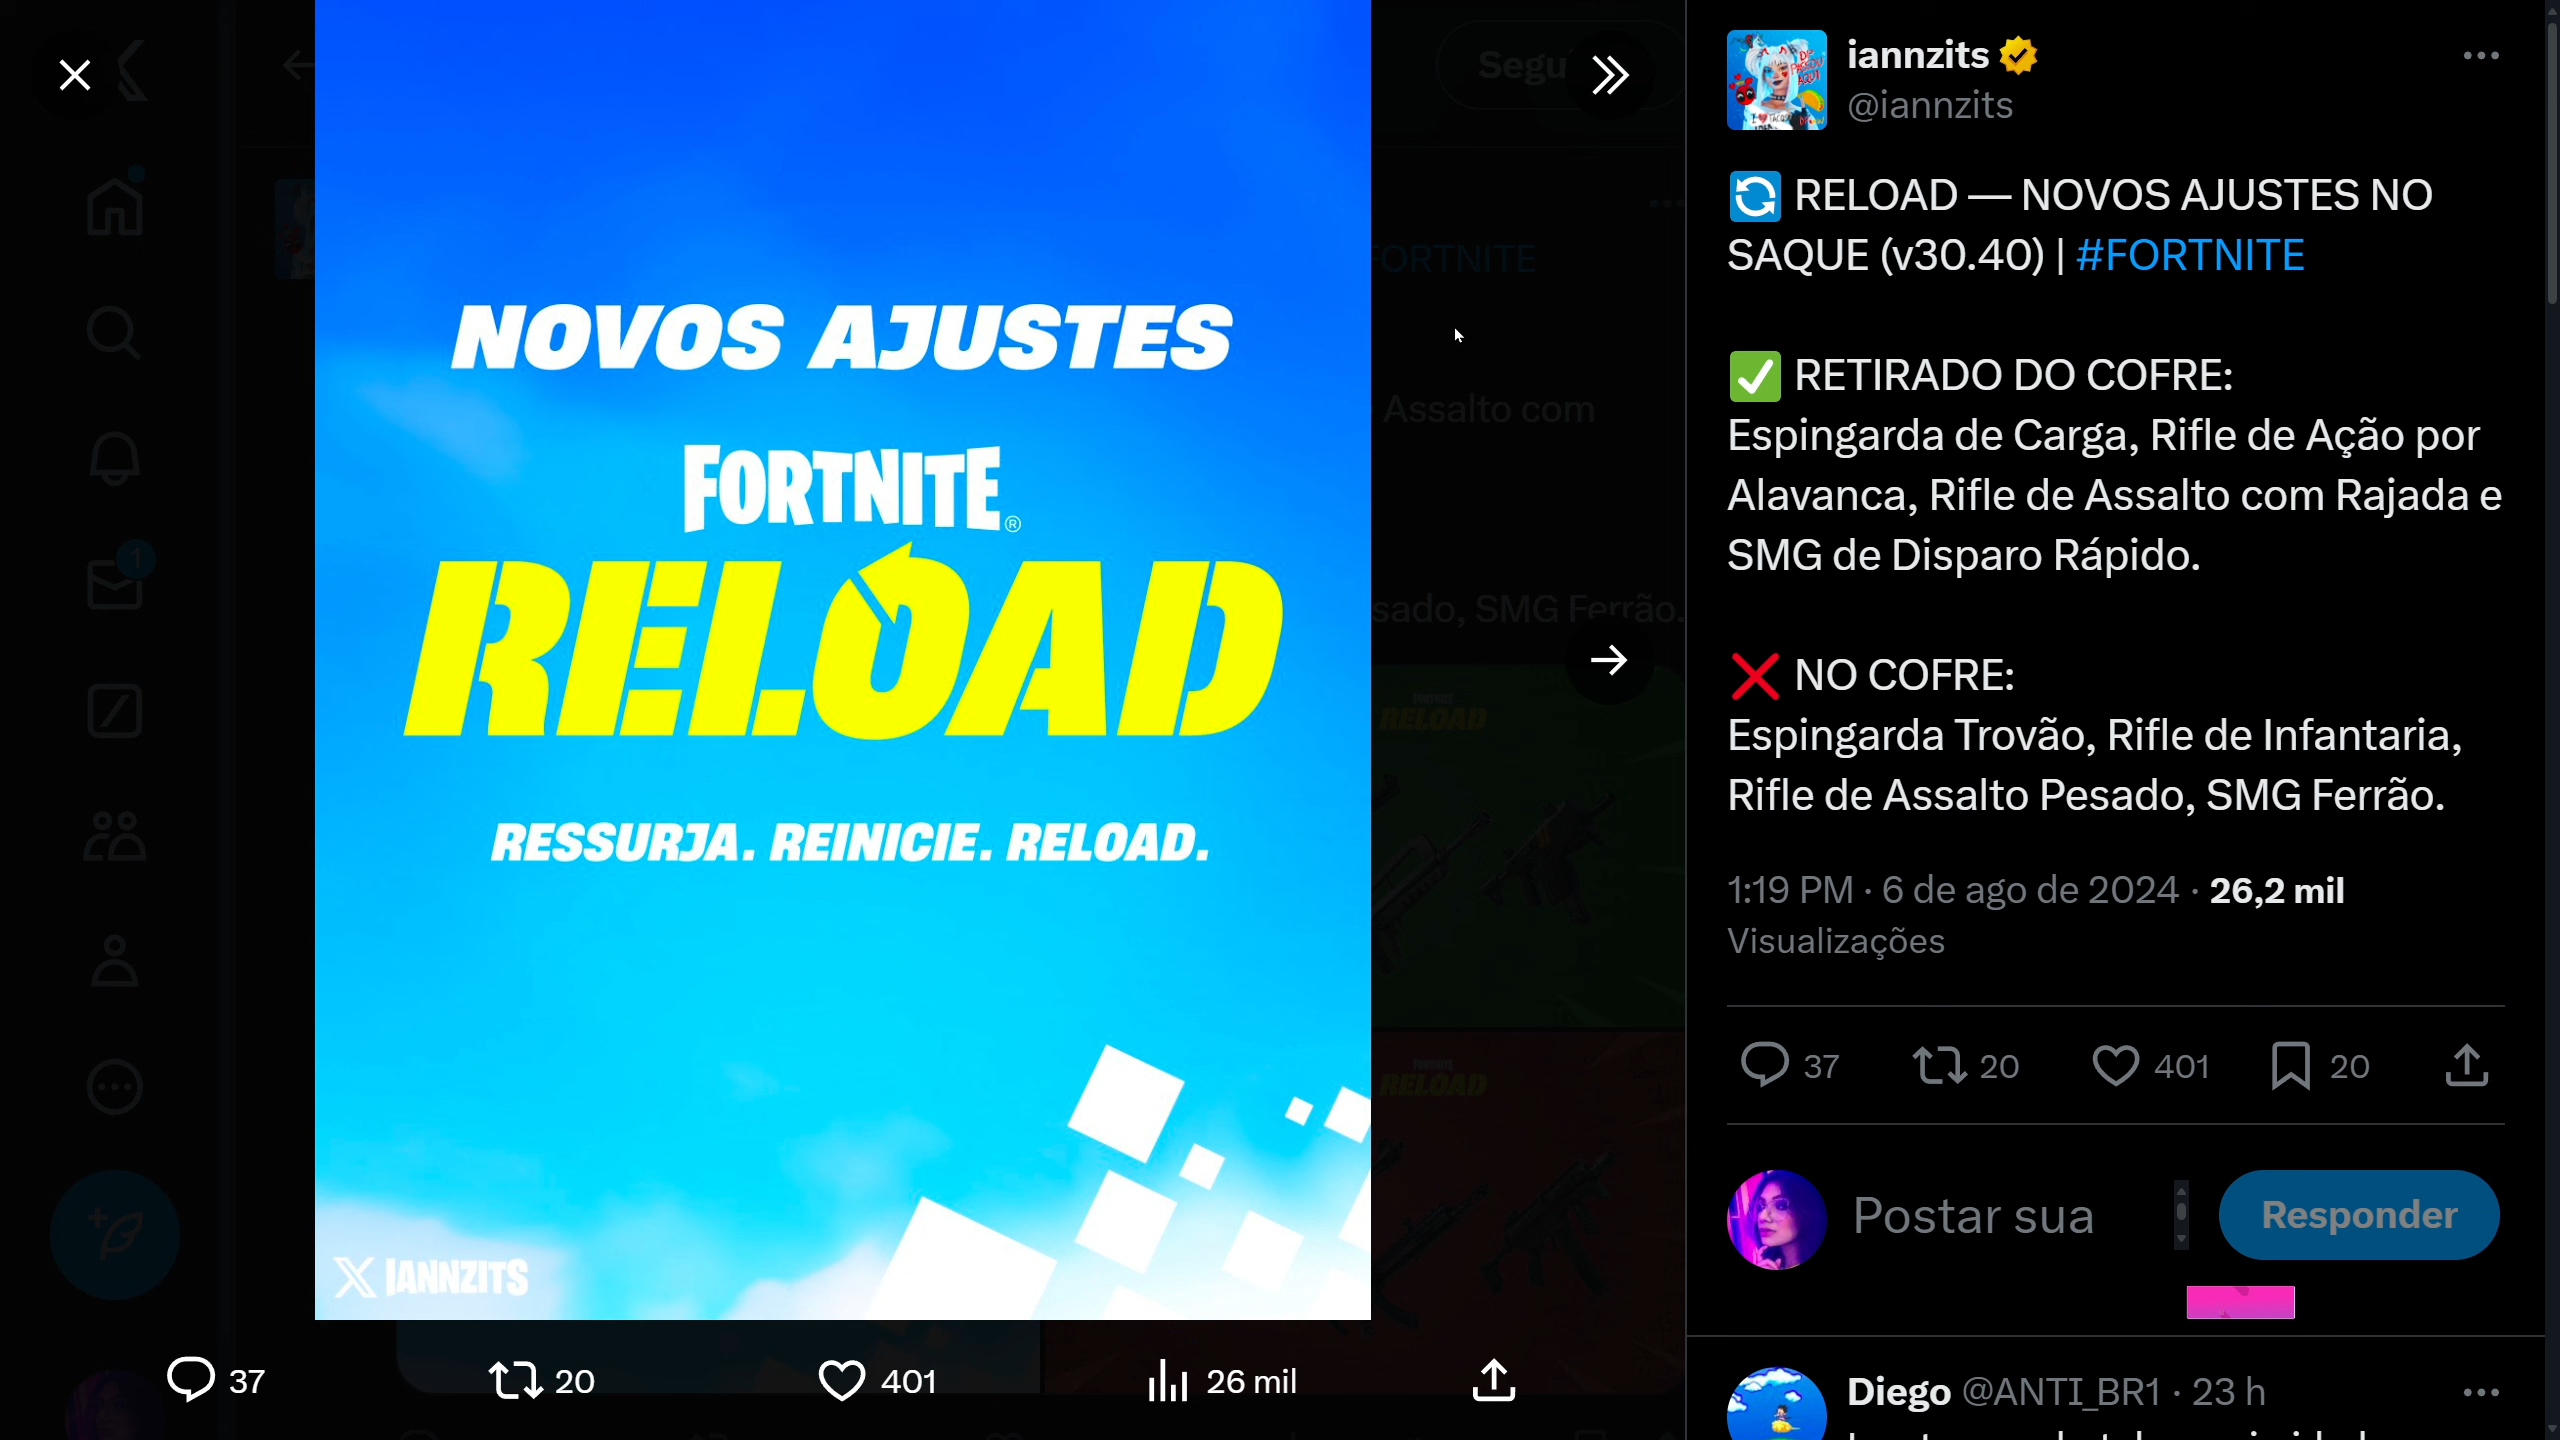 NOVOS AJUSTES
FORTNITE®
RELOAD
RESSURJA. REINICIE. RELOAD.
X IANNZITS
37
20
401
26 mil
1
Segu
FORTNITE
Assalto com
sado, SMG Ferrão.
RELOAD
RELOAD
iannzits
@iannzits
RELOAD — NOVOS AJUSTES NO
SAQUE (v30.40) | #FORTNITE
RETIRADO DO COFRE:
Espingarda de Carga, Rifle de Ação por
Alavanca, Rifle de Assalto com Rajada e
SMG de Disparo Rápido.
NO COFRE:
Espingarda Trovão, Rifle de Infantaria,
Rifle de Assalto Pesado, SMG Ferrão.
1:19 PM · 6 de ago de 2024 · 26,2 mil
Visualizações
37
20
401
20
Postar sua
Responder
Diego @ANTI_BR1 · 23 h